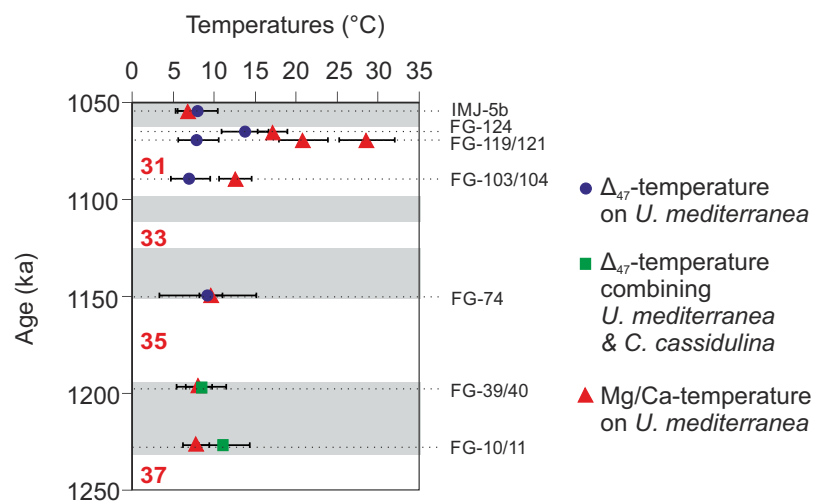 Temperatures (°C)
0 5 10 15 20 25 30 35
Age (ka)
1050
1100
1150
1200
1250
31
33
35
37
IMJ-5b
FG-124
FG-119/121
FG-103/104
FG-74
FG-39/40
FG-10/11
Δ₄₇-temperature
on U. mediterranea
Δ₄₇-temperature
combining
U. mediterranea
& C. cassidulina
Mg/Ca-temperature
on U. mediterranea